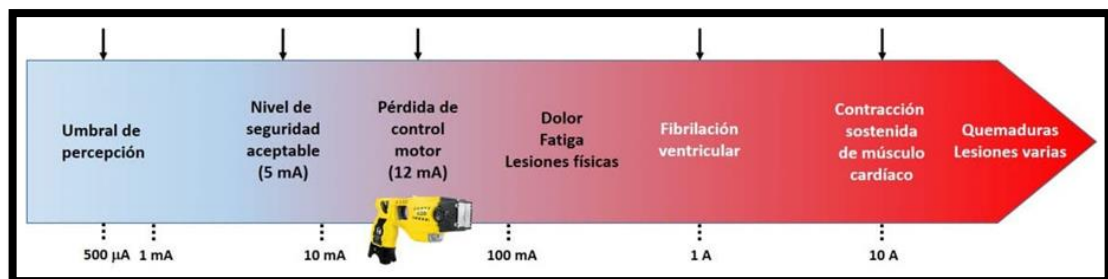 Umbral de
percepción
Nivel de
seguridad
aceptable
(5 mA)
Pérdida de
control
motor
(12 mA)
Dolor
Fatiga
Lesiones físicas
Fibrilación
ventricular
Contracción
sostenida
de músculo
cardíaco
Quemaduras
Lesiones varias
500 µA
1 mA
10 mA
100 mA
1 A
10 A